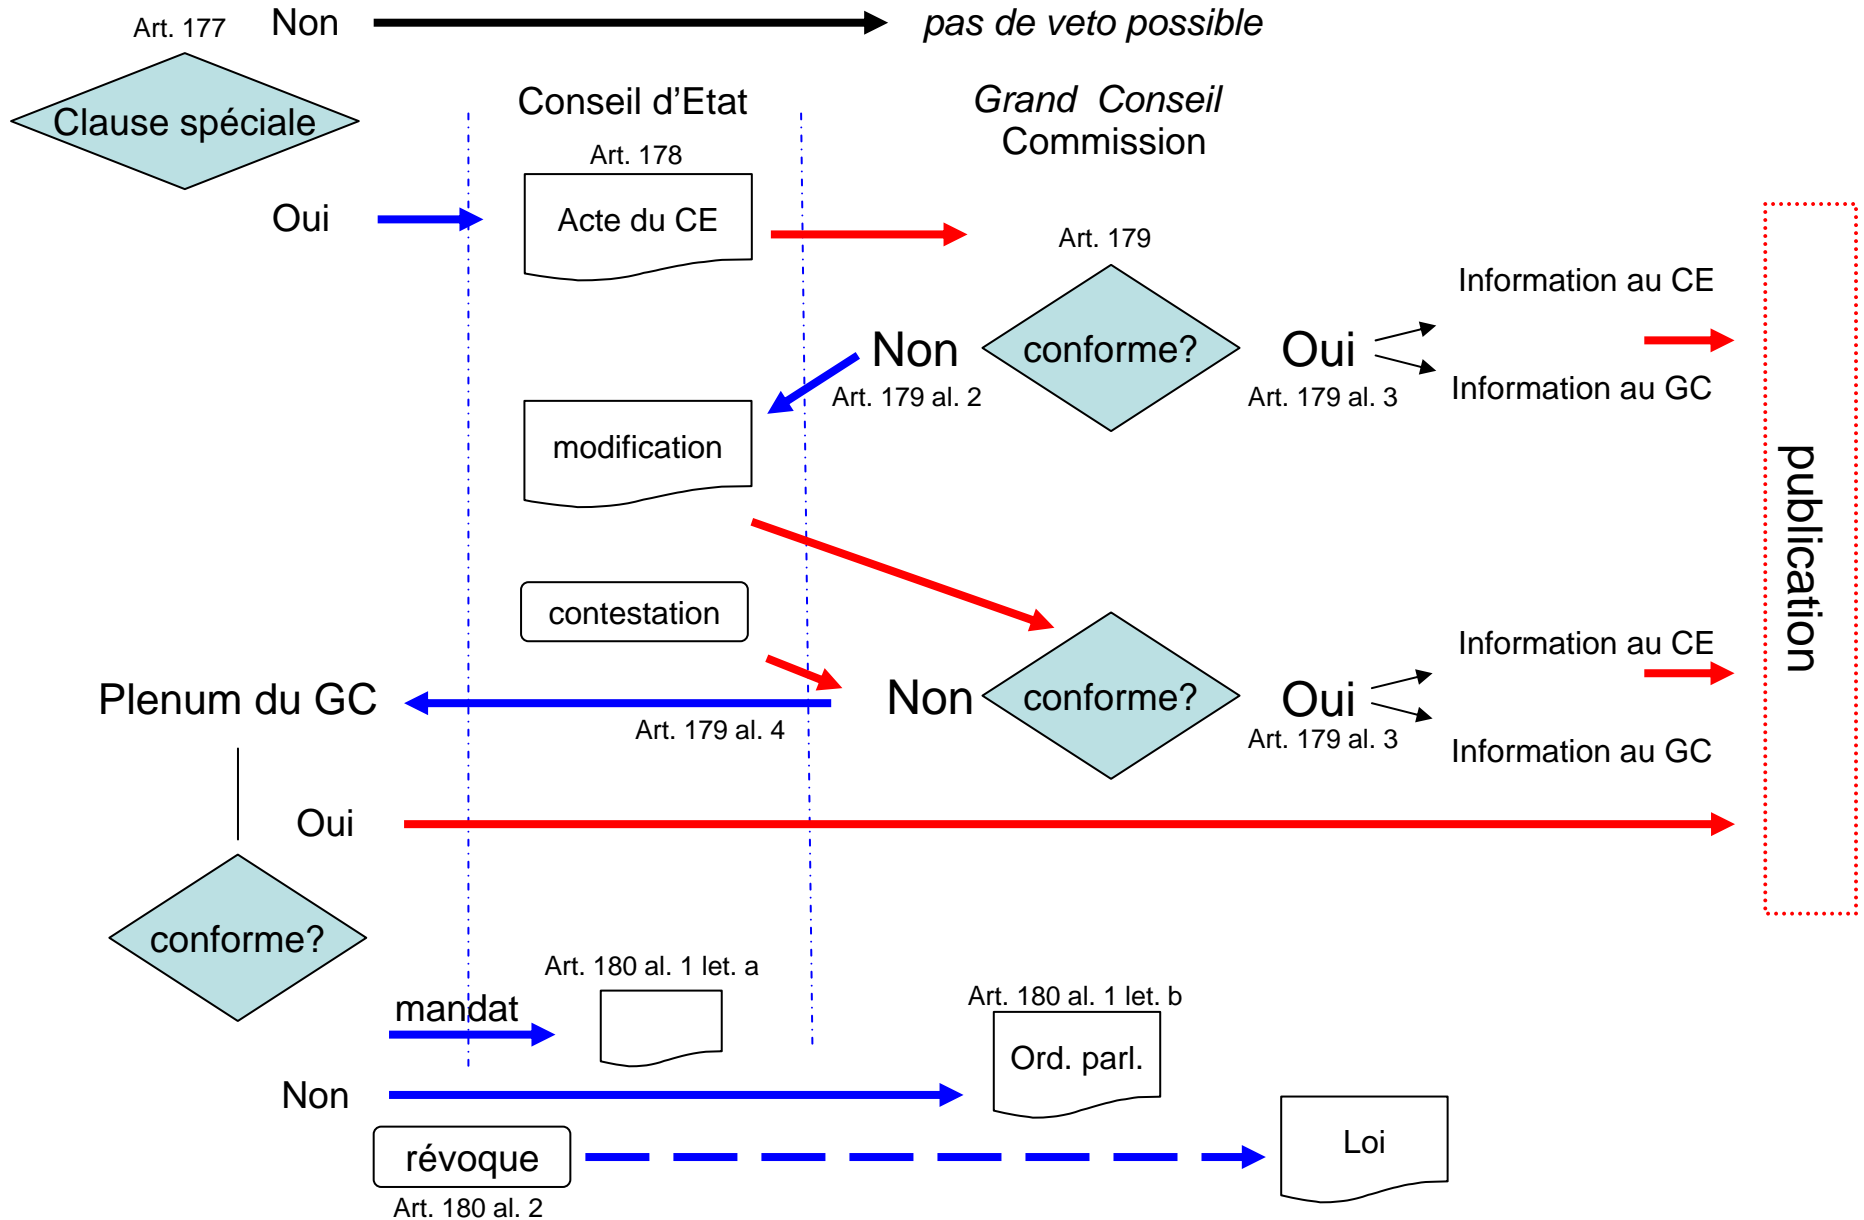 Art. 177
Non
pas de veto possible
Clause spéciale
Conseil d'Etat
Grand Conseil
Commission
Art. 178
Oui
Acte du CE
Art. 179
Information au CE
Non
conforme?
Oui
Art. 179 al. 2
Art. 179 al. 3
Information au GC
modification
publication
contestation
Information au CE
Plenum du GC
Non
conforme?
Oui
Art. 179 al. 4
Art. 179 al. 3
Information au GC
Oui
conforme?
Art. 180 al. 1 let. a
mandat
Art. 180 al. 1 let. b
Ord. parl.
Non
Loi
révoque
Art. 180 al. 2